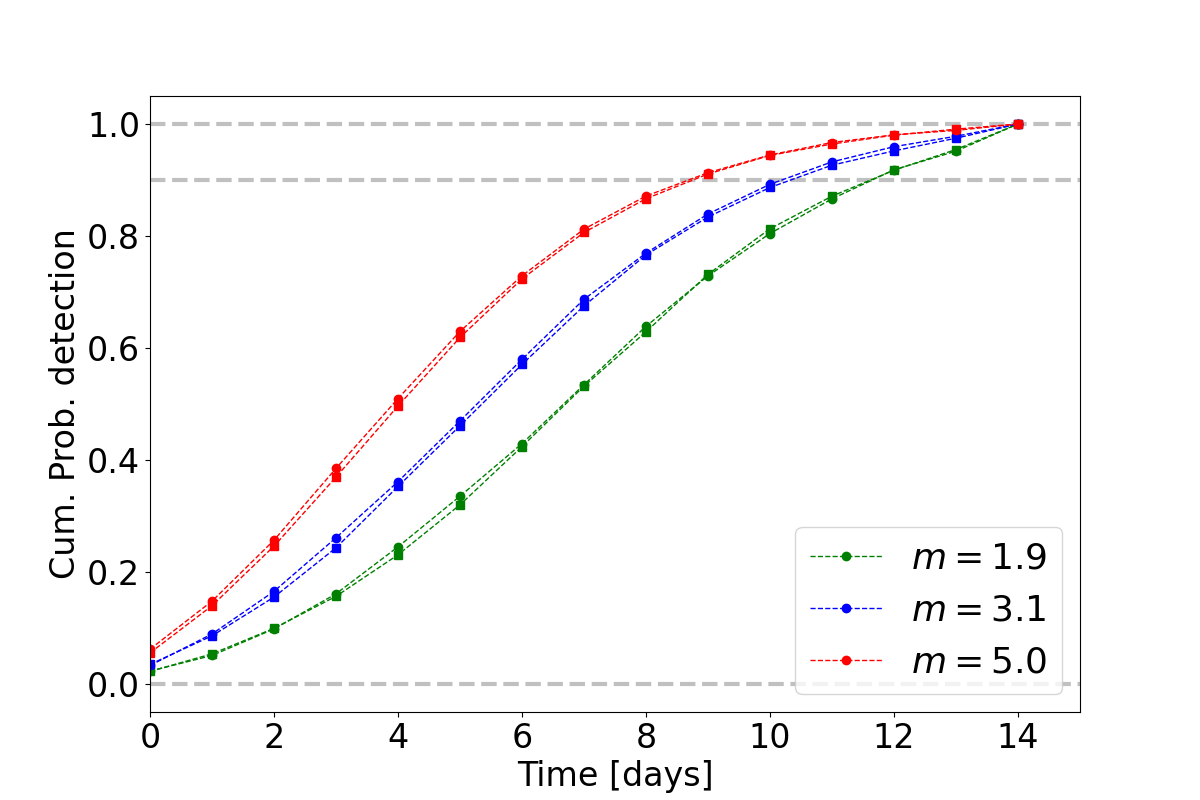 1.0
0.8
0.6
0.4
0.2
0.0
Cum. Prob. detection
m = 1.9
m = 3.1
m = 5.0
0 2 4 6 8 10 12 14
Time [days]